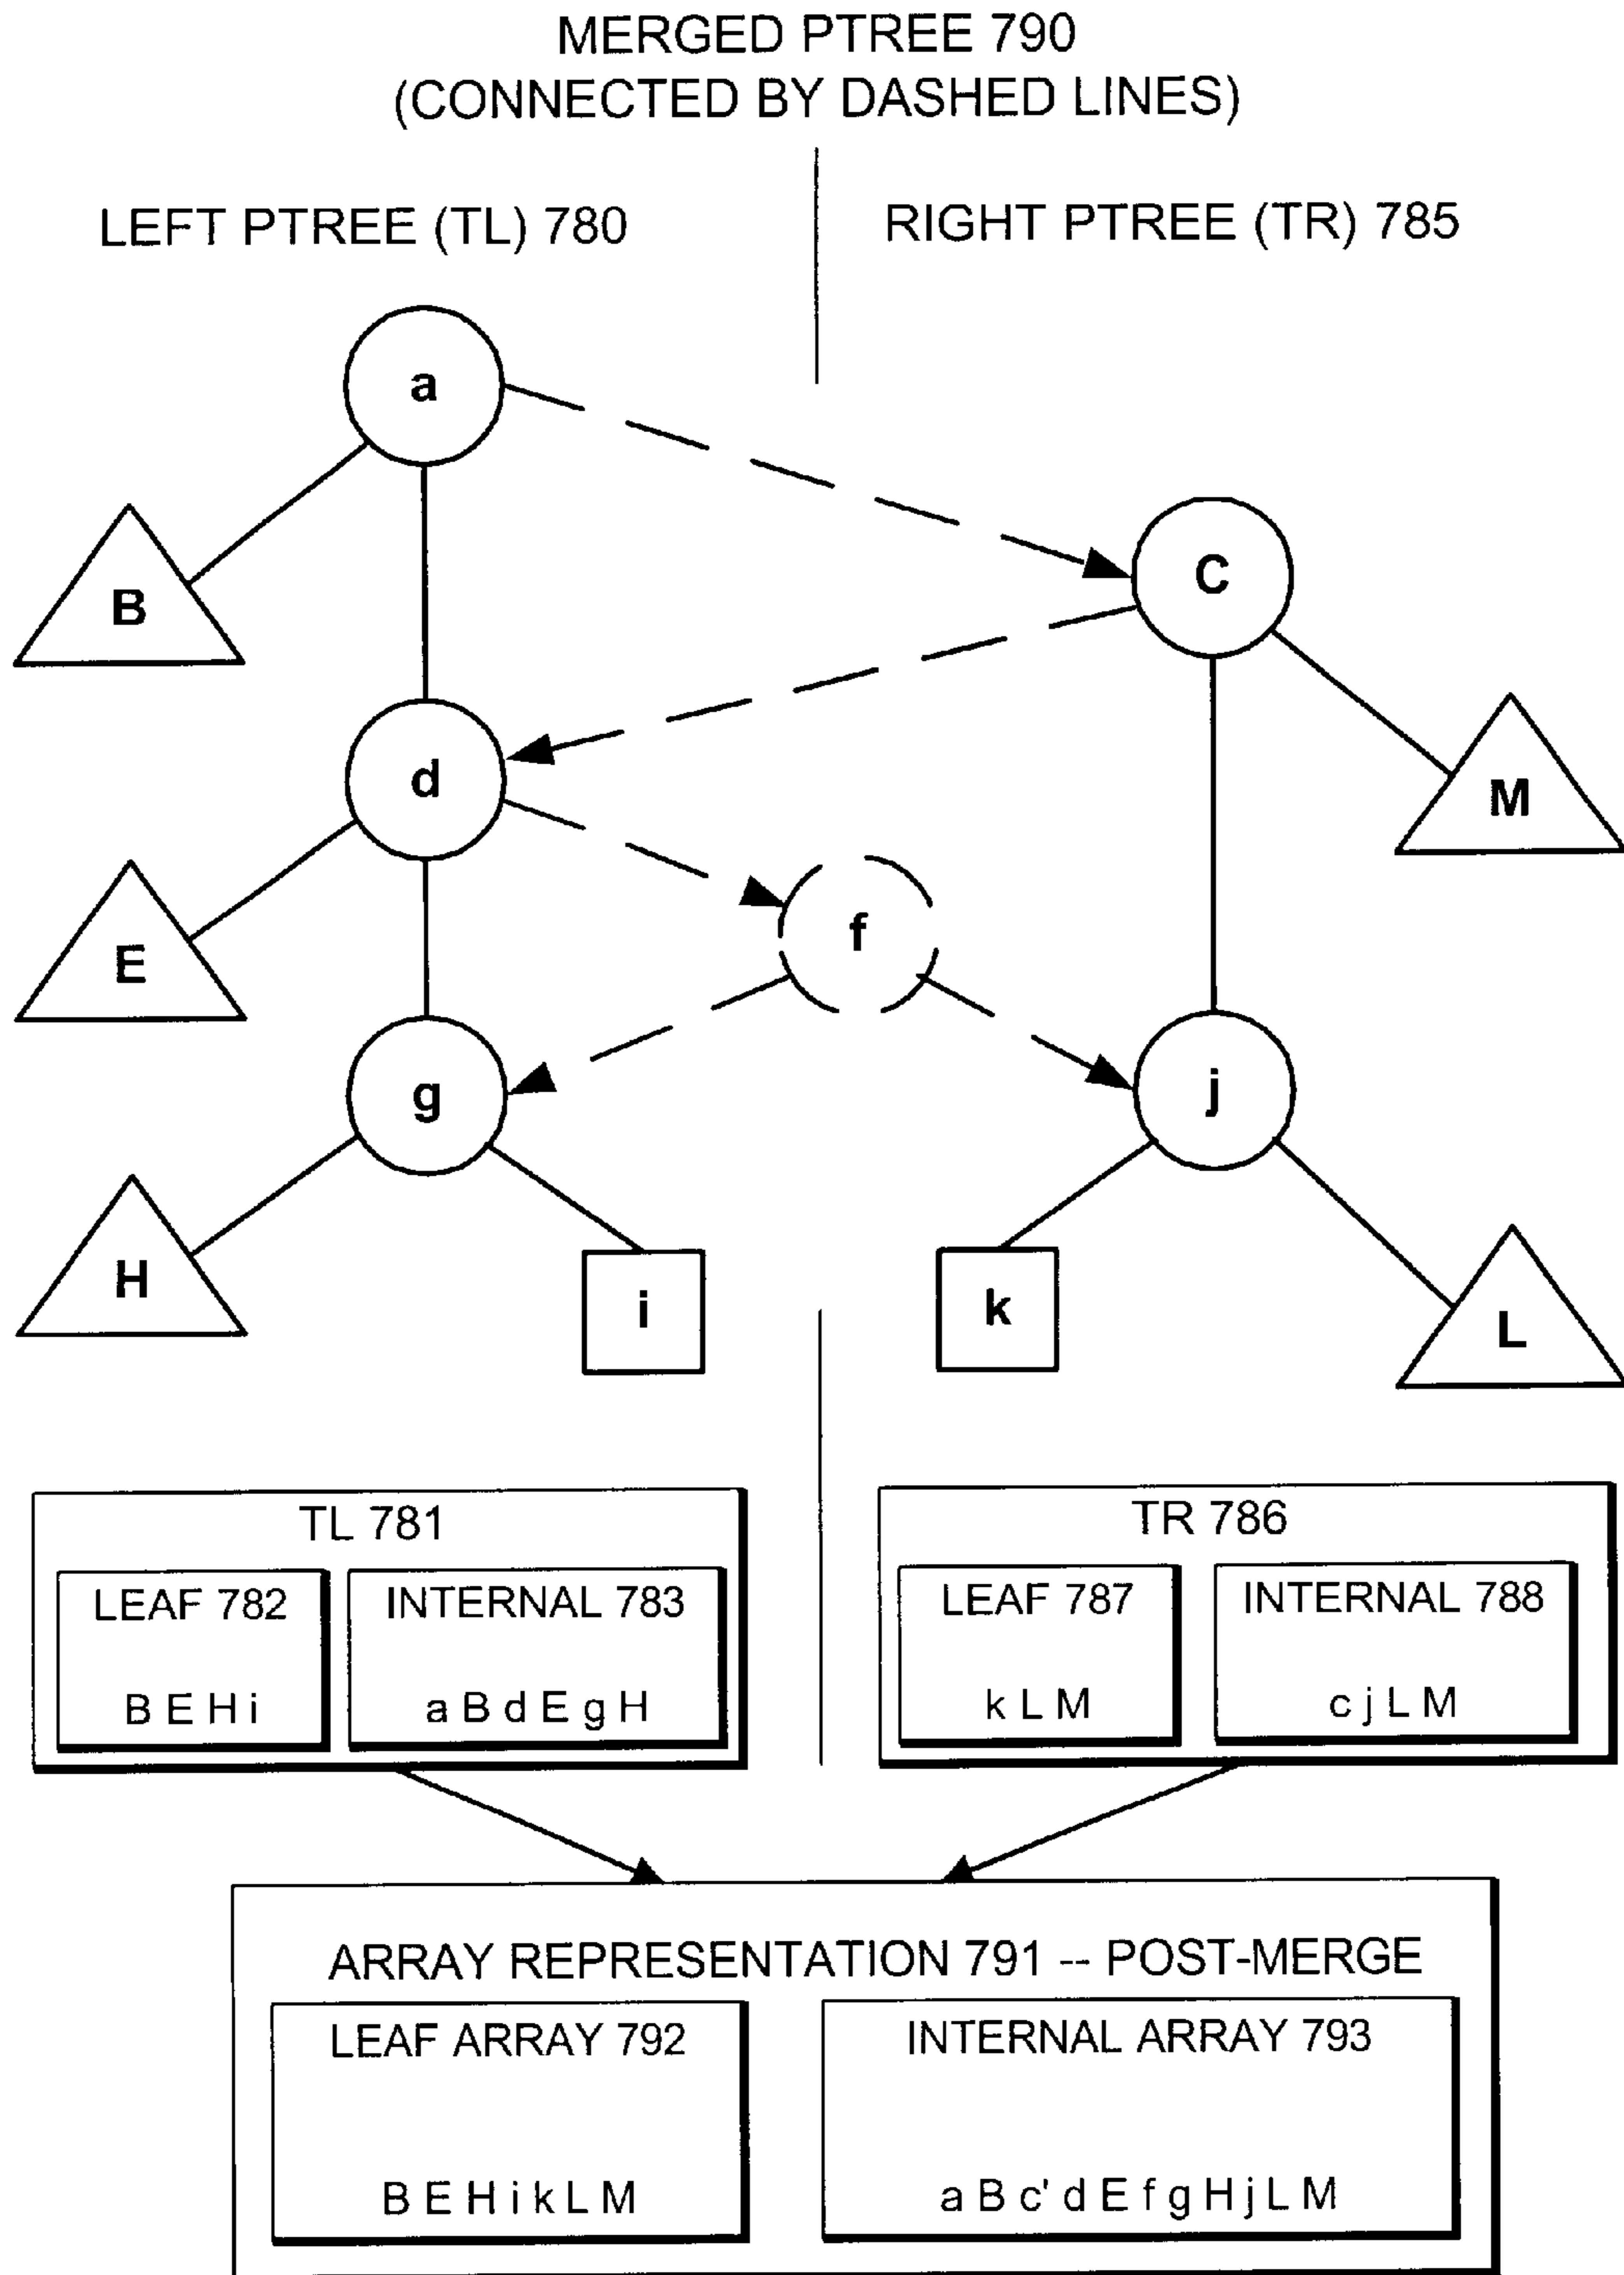 MERGED PTREE 790
(CONNECTED BY DASHED LINES)
LEFT PTREE (TL) 780
RIGHT PTREE (TR) 785
a
B
C
d
M
E
f
g
j
H
i
k
L
TL 781
LEAF 782
B E H i
INTERNAL 783
a B d E g H
TR 786
LEAF 787
k L M
INTERNAL 788
c j L M
ARRAY REPRESENTATION 791 -- POST-MERGE
LEAF ARRAY 792
B E H i k L M
INTERNAL ARRAY 793
a B c' d E f g H j L M